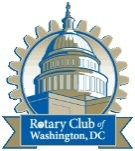 Rotary Club of
Washington, DC